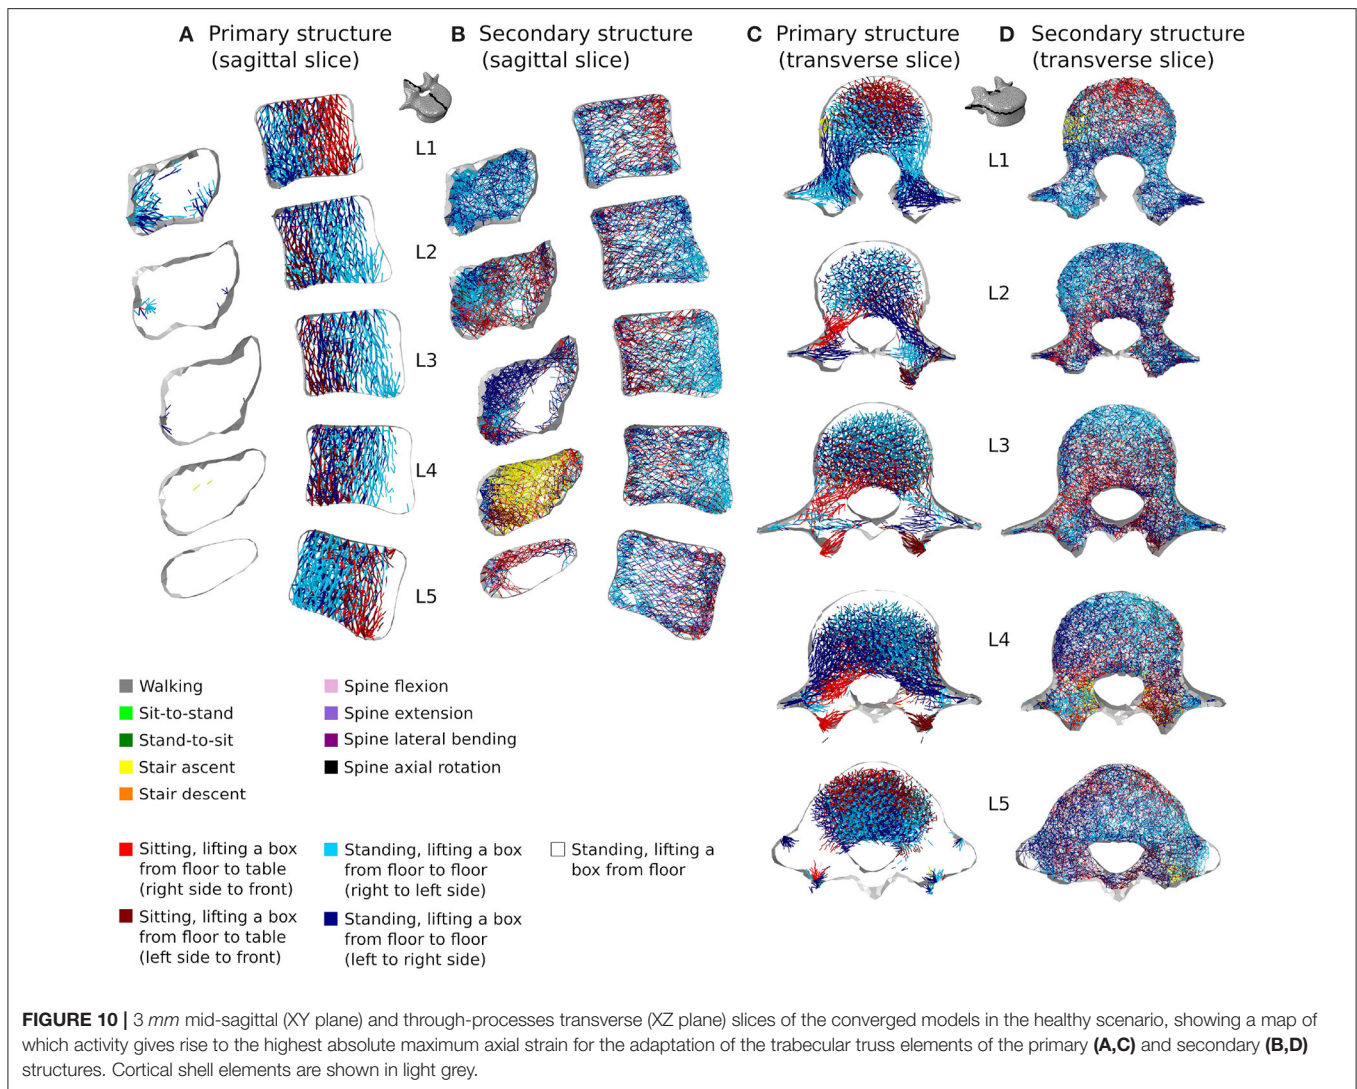 A Primary structure
(sagittal slice)
B Secondary structure
(sagittal slice)
C Primary structure
(transverse slice)
D Secondary structure
(transverse slice)
L1
L2
L3
L4
L5
L1
L2
L3
L4
L5
Walking
Sit-to-stand
Stand-to-sit
Stair ascent
Stair descent
Spine flexion
Spine extension
Spine lateral bending
Spine axial rotation
Sitting, lifting a box
from floor to table
(right side to front)
Sitting, lifting a box
from floor to table
(left side to front)
Standing, lifting a box
from floor to floor
(right to left side)
Standing, lifting a box
from floor to floor
(left to right side)
Standing, lifting a
box from floor
FIGURE 10 | 3 mm mid-sagittal (XY plane) and through-processes transverse (XZ plane) slices of the converged models in the healthy scenario, showing a map of
which activity gives rise to the highest absolute maximum axial strain for the adaptation of the trabecular truss elements of the primary (A,C) and secondary (B,D)
structures. Cortical shell elements are shown in light grey.